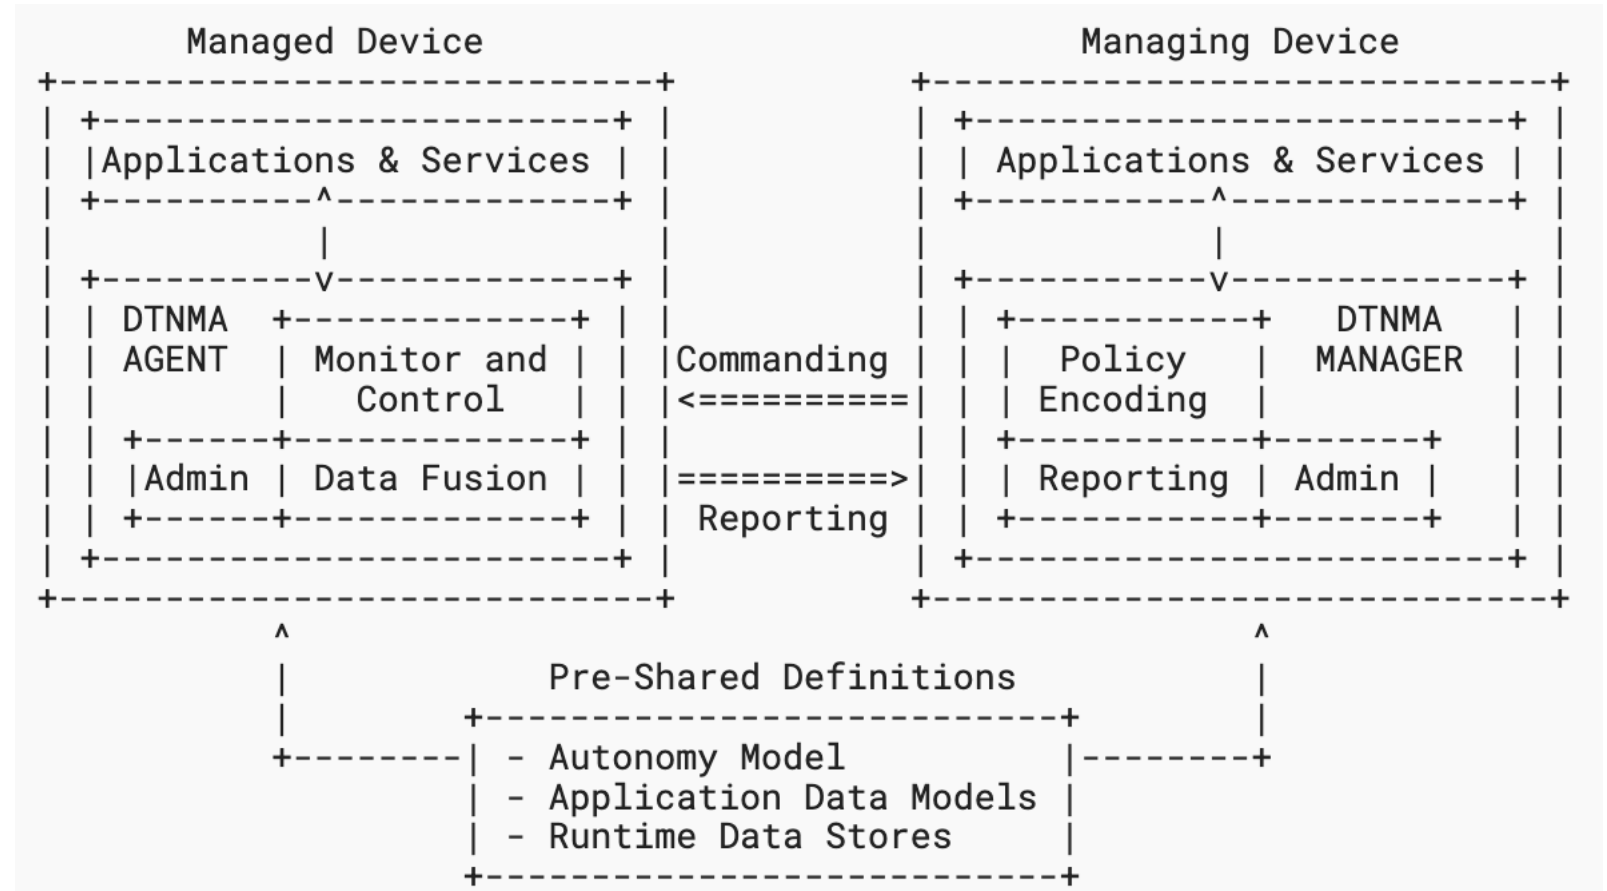 Managed Device Managing Device
+----------------------------+ +-----------------------------+
| +------------------------+ | | +-------------------------+ |
| |Applications & Services | | | | Applications & Services | |
| +----------^-------------+ | | +-----------^-------------+ |
| | | | | |
| +----------v-------------+ | | +-----------v-------------+ |
| | DTNMA +-------------+ | | | | +-----------+ DTNMA | |
| | AGENT | Monitor and | | |Commanding | | | Policy | MANAGER | |
| | | Control | | |<==========| | | Encoding | | |
| | +------+-------------+ | | | | +-----------+-------+ | |
| | |Admin | Data Fusion | | |==========>| | | Reporting | Admin | | |
| | +------+-------------+ | | Reporting | | +-----------+-------+ | |
| +------------------------+ | | +-------------------------+ |
+----------------------------+ +-----------------------------+
^ ^
| Pre-Shared Definitions |
| +---------------------------+ |
+--------| - Autonomy Model |--------+
| - Application Data Models |
| - Runtime Data Stores |
+---------------------------+